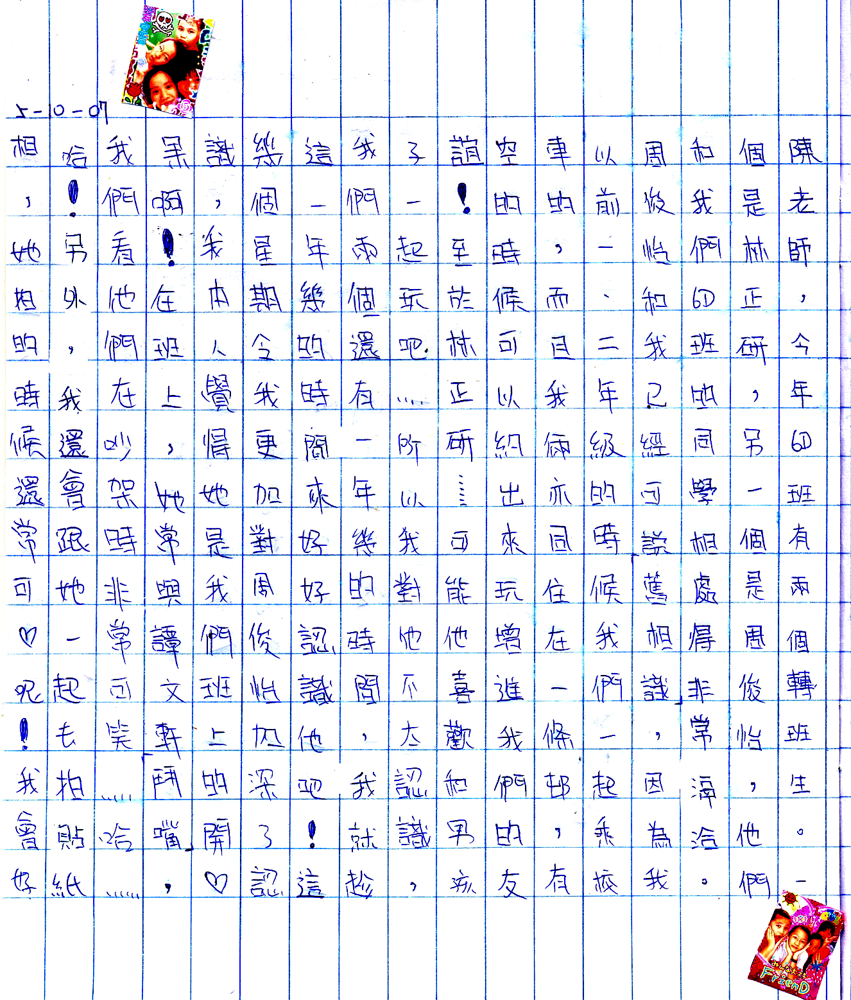 5-10-07
陳老師,今年6D班有兩個轉班生。一
個是林正研,另一個是周俊怡,他們
和我們6D班的同學相處得非常滆洽。
周俊怡和我已經可說「舊相識」,因為我
以前一、二年級的時候我們一起乘校
車的,而且我倆亦同住在一條邨,有
空的時候可以約出來玩增進我們的友
誼!至於林正研……可能他喜歡和男孩
子一起玩吧.....所以我對他不太認識,
我們兩個還有一年幾的時間,我就趁
這一年幾的時間來好好認識他吧!這
幾個星期令我更加對周俊怡加深了認
識,我本人覺得她是我們班上的開♡
果啊!在班上,她常與譚文軒「鬥嘴」,
我們看他們在吵架時非常可笑……哈……
哈!另外,我還會跟她一起去拍貼紙
相,她拍的時候還常可♡呢!我會好
FrienD